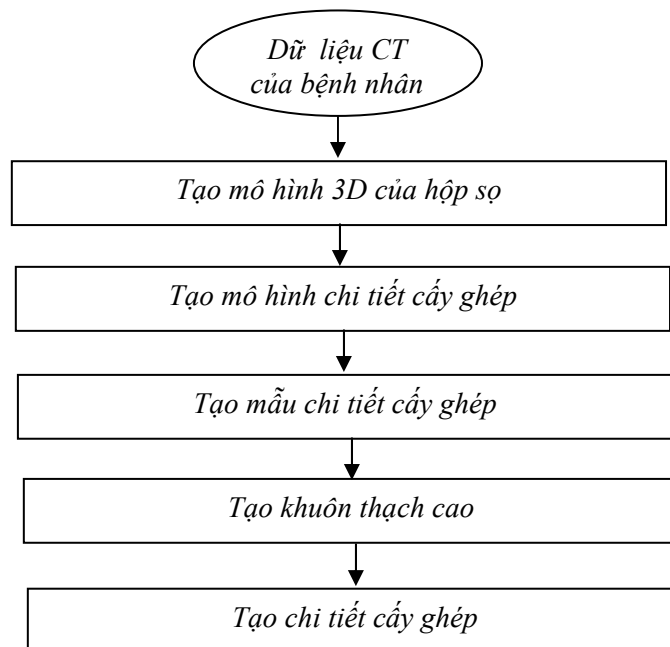 Dữ liệu CT
của bệnh nhân
Tạo mô hình 3D của hộp sọ
Tạo mô hình chi tiết cấy ghép
Tạo mẫu chi tiết cấy ghép
Tạo khuôn thạch cao
Tạo chi tiết cấy ghép